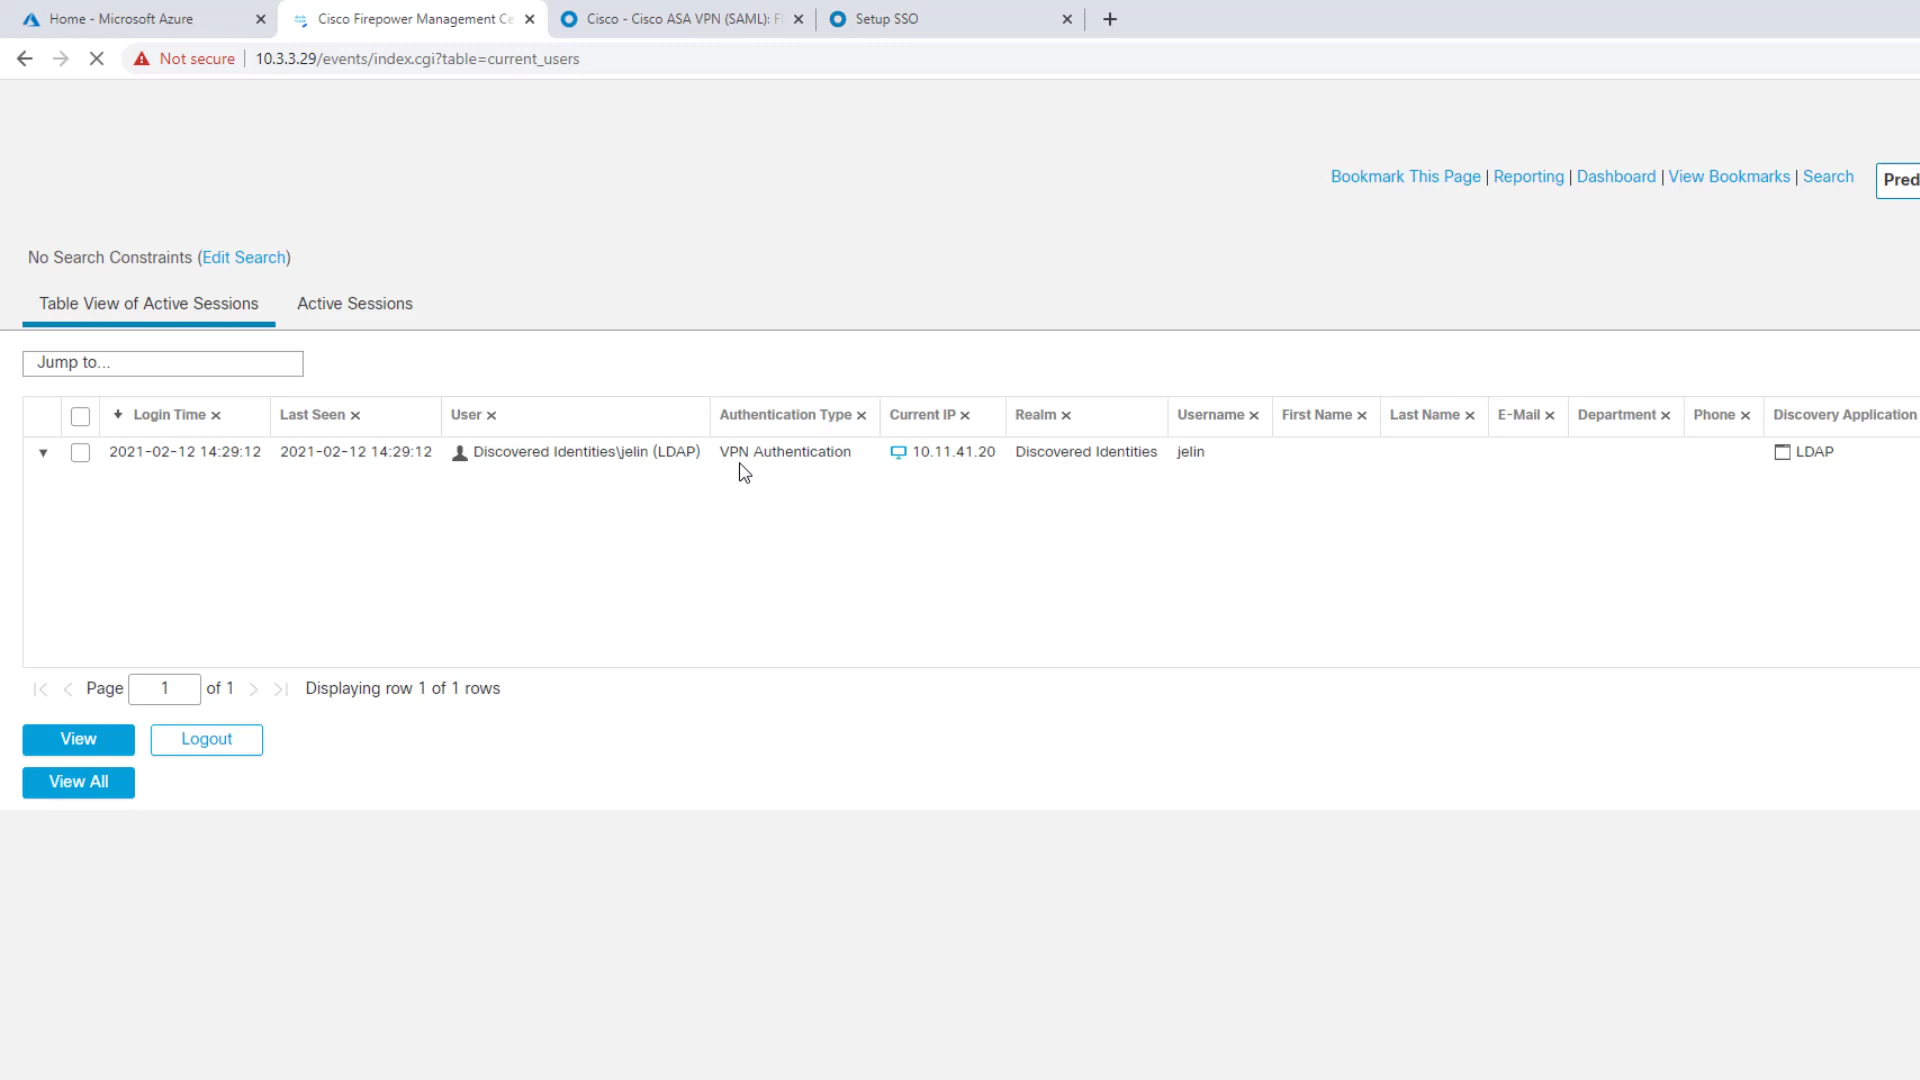 Home - Microsoft Azure
Cisco Firepower Management Ce
Cisco - Cisco ASA VPN (SAML): F
Setup SSO
Not secure
10.3.3.29/events/index.cgi?table=current_users
Bookmark This Page | Reporting | Dashboard | View Bookmarks | Search
Pred
No Search Constraints (Edit Search)
Table View of Active Sessions
Active Sessions
Jump to...
Login Time Last Seen User Authentication Type Current IP Realm Username First Name Last Name E-Mail Department Phone Discovery Application
2021-02-12 14:29:12 2021-02-12 14:29:12 Discovered Identities\jelin (LDAP) VPN Authentication 10.11.41.20 Discovered Identities jelin LDAP
Page 1 of 1 Displaying row 1 of 1 rows
View Logout
View All